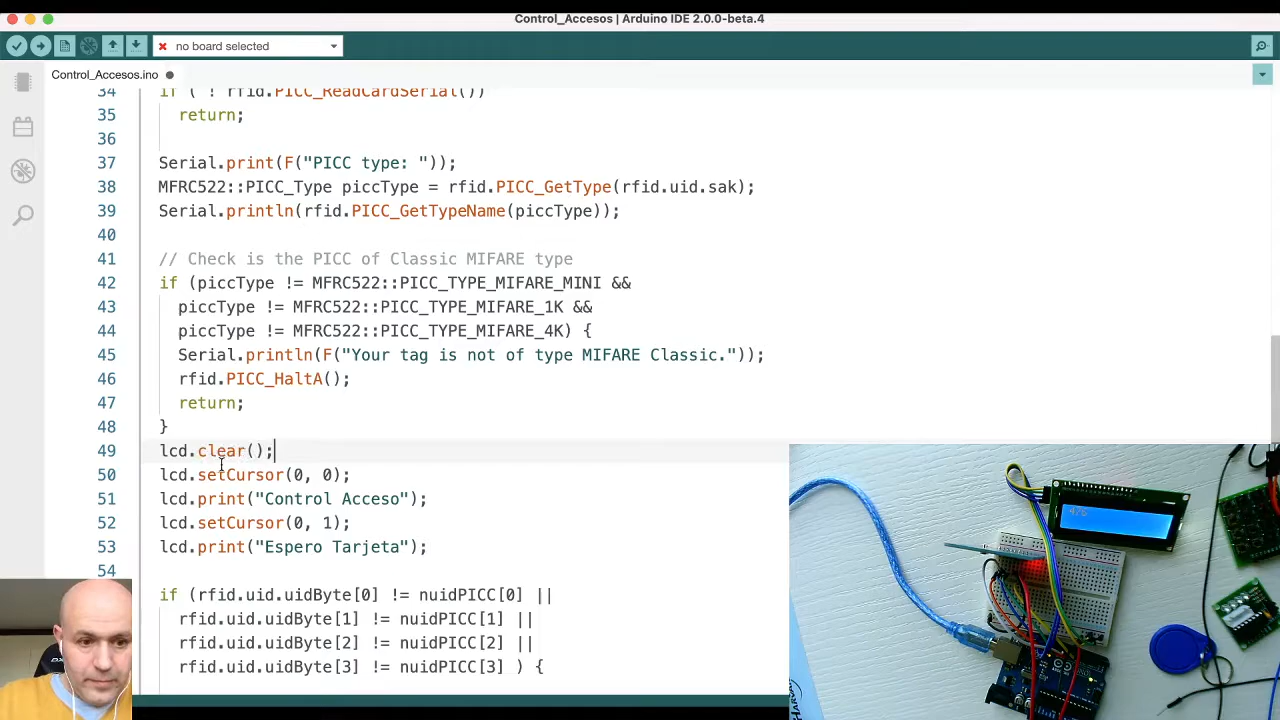 Control_Accesos | Arduino IDE 2.0.0-beta.4
no board selected
Control_Accesos.ino
34 if ( ! rfid.PICC_ReadCardSerial())
35 return;
36
37 Serial.print(F("PICC type: "));
38 MFRC522::PICC_Type piccType = rfid.PICC_GetType(rfid.uid.sak);
39 Serial.println(rfid.PICC_GetTypeName(piccType));
40
41 // Check is the PICC of Classic MIFARE type
42 if (piccType != MFRC522::PICC_TYPE_MIFARE_MINI &&
43 piccType != MFRC522::PICC_TYPE_MIFARE_1K &&
44 piccType != MFRC522::PICC_TYPE_MIFARE_4K) {
45 Serial.println(F("Your tag is not of type MIFARE Classic."));
46 rfid.PICC_HaltA();
47 return;
48 }
49 lcd.clear();
50 lcd.setCursor(0, 0);
51 lcd.print("Control Acceso");
52 lcd.setCursor(0, 1);
53 lcd.print("Espero Tarjeta");
54
if (rfid.uid.uidByte[0] != nuidPICC[0] ||
rfid.uid.uidByte[1] != nuidPICC[1] ||
rfid.uid.uidByte[2] != nuidPICC[2] ||
rfid.uid.uidByte[3] != nuidPICC[3] ) {